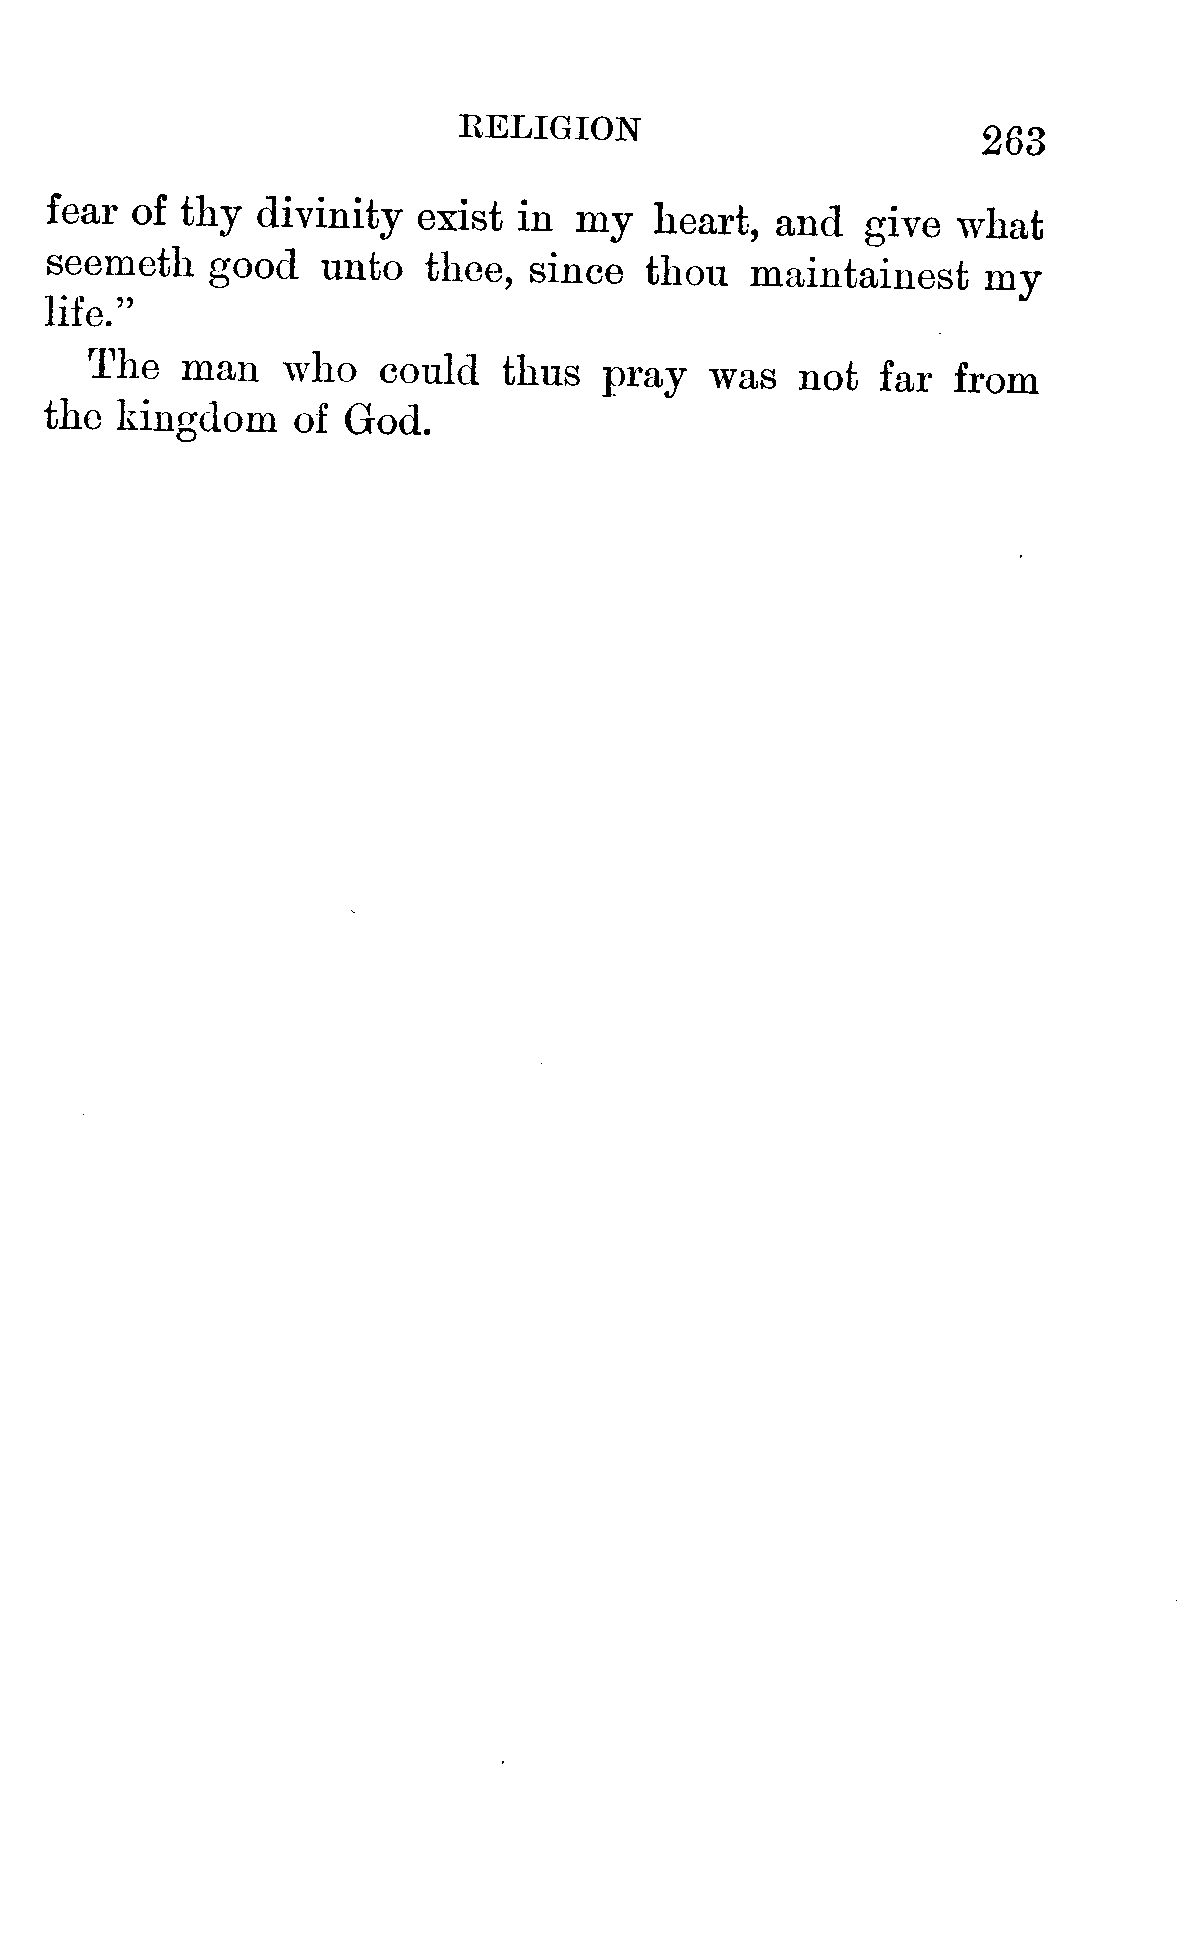 RELIGION 263
fear of thy divinity exist in my heart, and give what
seemeth good unto thee, since thou maintainest my
life.”
The man who could thus pray was not far from
the kingdom of God.